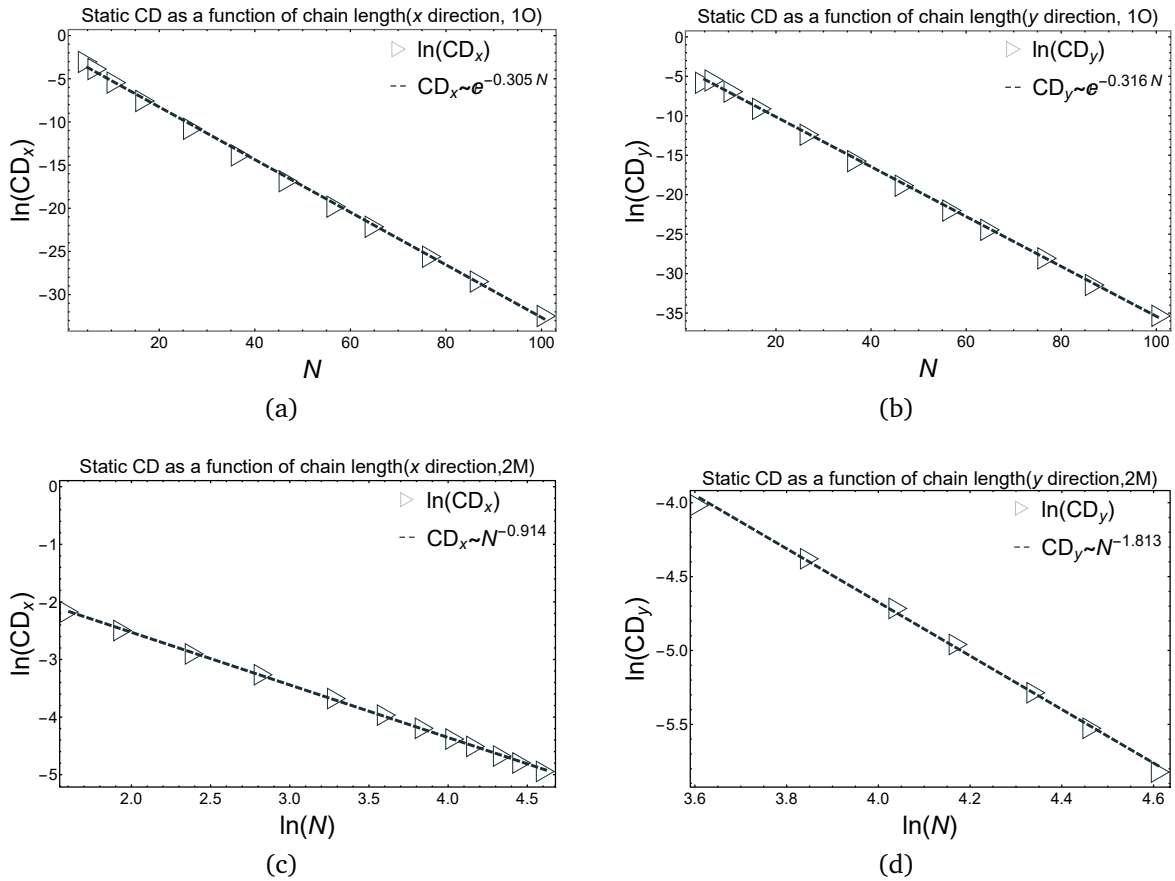 Static CD as a function of chain length(x direction, 1O)
0
−5
−10
−15
−20
−25
−30
ln(CDₓ)
ln(CDₓ)
CDₓ~e^−0.305 N
20
40
60
80
100
N
(a)
Static CD as a function of chain length(y direction, 1O)
0
−5
−10
−15
−20
−25
−30
−35
ln(CD_y)
ln(CD_y)
CD_y~e^−0.316 N
20
40
60
80
100
N
(b)
Static CD as a function of chain length(x direction,2M)
0
−1
−2
−3
−4
−5
ln(CDₓ)
ln(CDₓ)
CDₓ~N^−0.914
2.0
2.5
3.0
3.5
4.0
4.5
ln(N)
(c)
Static CD as a function of chain length(y direction,2M)
−4.0
−4.5
−5.0
−5.5
ln(CD_y)
ln(CD_y)
CD_y~N^−1.813
3.6
3.8
4.0
4.2
4.4
4.6
ln(N)
(d)